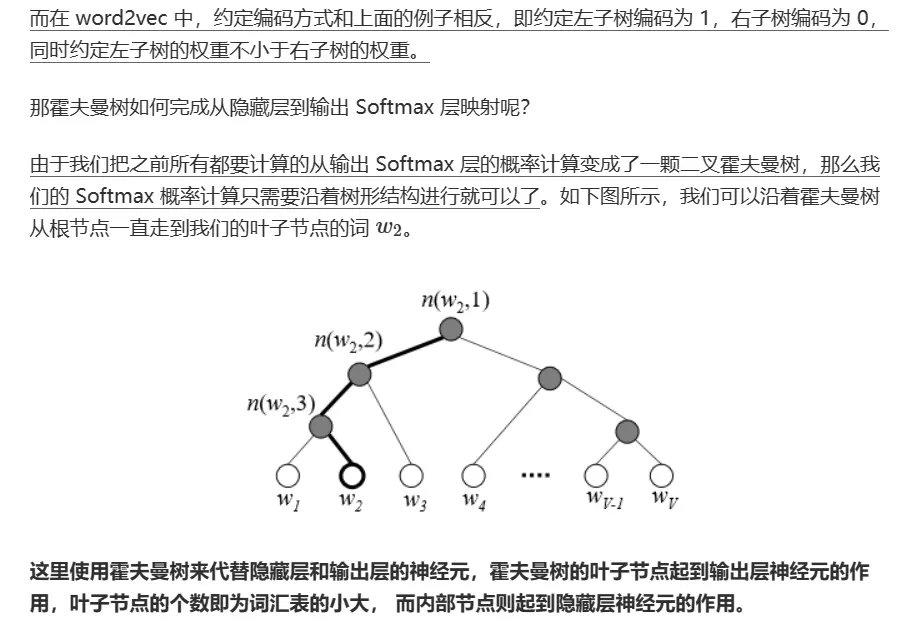 而在 word2vec 中，约定编码方式和上面的例子相反，即约定左子树编码为 1，右子树编码为 0，
同时约定左子树的权重不小于右子树的权重。
那霍夫曼树如何完成从隐藏层到输出 Softmax 层映射呢？
由于我们把之前所有都要计算的从输出 Softmax 层的概率计算变成了一颗二叉霍夫曼树，那么我
们的 Softmax 概率计算只需要沿着树形结构进行就可以了。如下图所示，我们可以沿着霍夫曼树
从根节点一直走到我们的叶子节点的词 w₂。
n(w₂,1)
n(w₂,2)
n(w₂,3)
w₁ w₂ w₃ w₄ .... w_{V-1} w_V
这里使用霍夫曼树来代替隐藏层和输出层的神经元，霍夫曼树的叶子节点起到输出层神经元的作
用，叶子节点的个数即为词汇表的小大， 而内部节点则起到隐藏层神经元的作用。